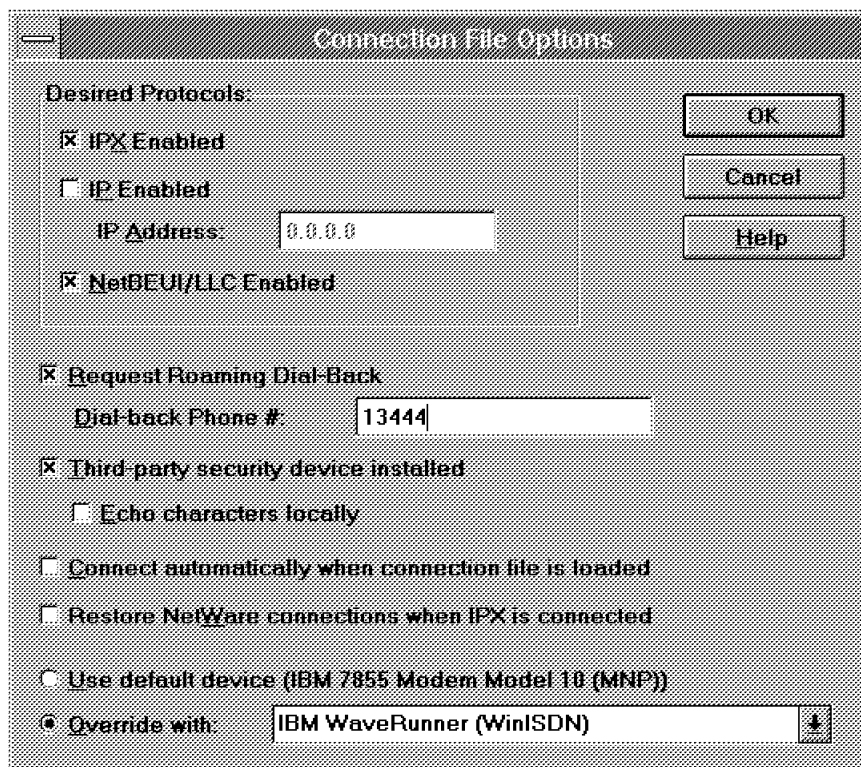 Connection File Options
Desired Protocols:
IPX Enabled
IP Enabled
IP Address: 0.0.0.0
NetBEUI/LLC Enabled
OK
Cancel
Help
Request Roaming Dial-Back
Dial-back Phone #: 13444
Third-party security device installed
Echo characters locally
Connect automatically when connection file is loaded
Restore NetWare connections when IPX is connected
Use default device (IBM 7855 Modem Model 10 (MNP))
Override with: IBM WaveRunner (WinISDN)